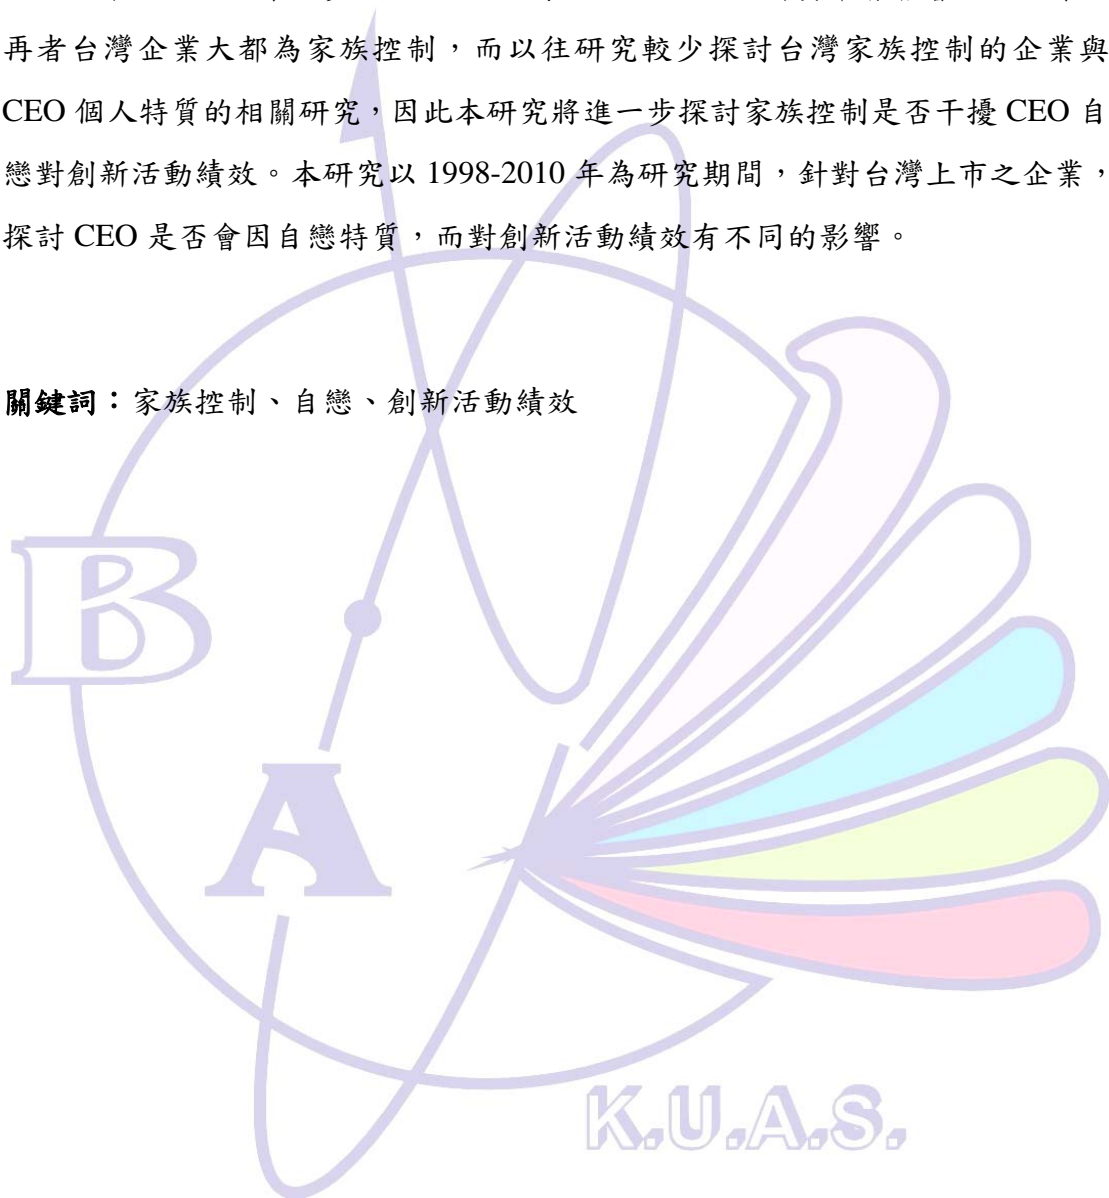 再者台灣企業大都為家族控制，而以往研究較少探討台灣家族控制的企業與
CEO 個人特質的相關研究，因此本研究將進一步探討家族控制是否干擾 CEO 自
戀對創新活動績效。本研究以 1998-2010 年為研究期間，針對台灣上市之企業，
探討 CEO 是否會因自戀特質，而對創新活動績效有不同的影響。
關鍵詞：家族控制、自戀、創新活動績效
B
A
K.U.A.S.